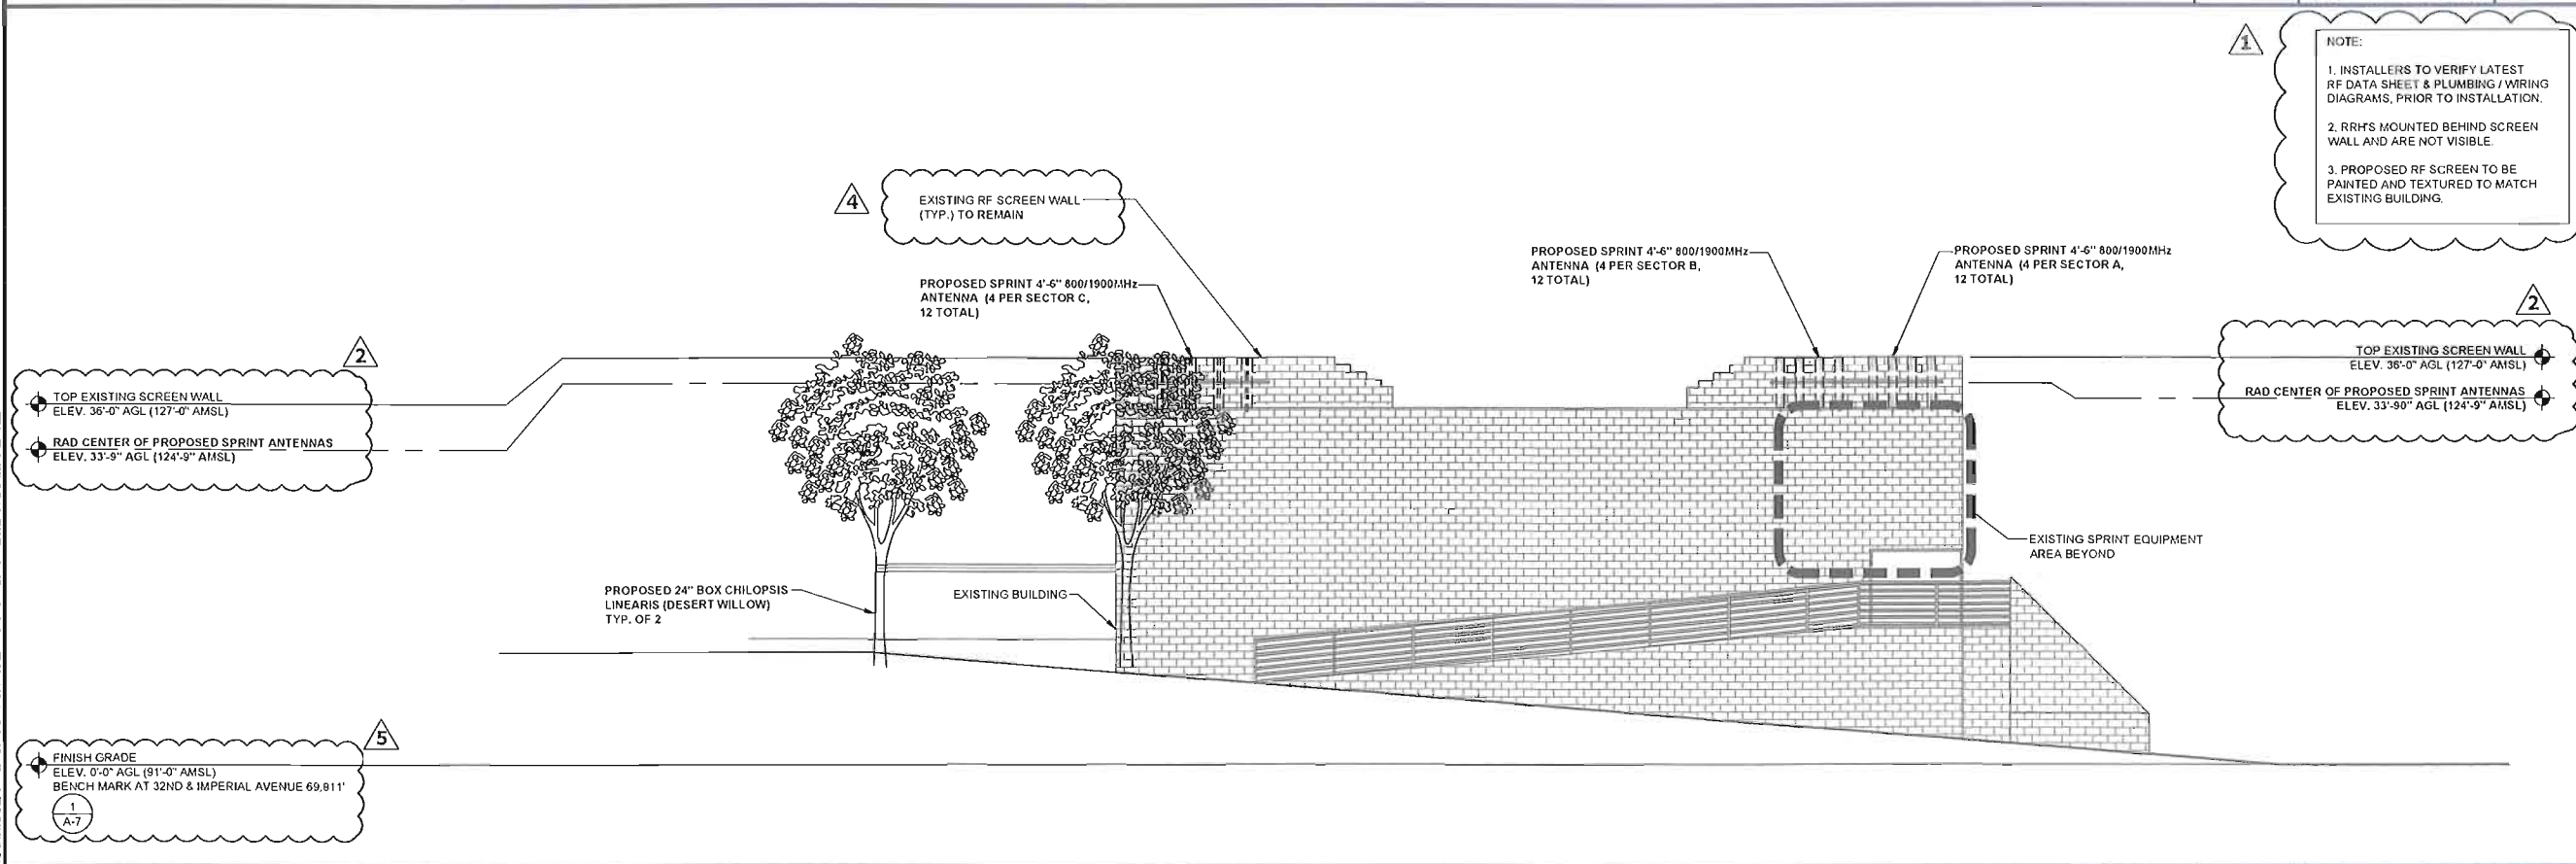 1
NOTE:
1. INSTALLERS TO VERIFY LATEST
RF DATA SHEET & PLUMBING / WIRING
DIAGRAMS, PRIOR TO INSTALLATION.
2. RRH'S MOUNTED BEHIND SCREEN
WALL AND ARE NOT VISIBLE.
3. PROPOSED RF SCREEN TO BE
PAINTED AND TEXTURED TO MATCH
EXISTING BUILDING.
4
EXISTING RF SCREEN WALL
(TYP.) TO REMAIN
PROPOSED SPRINT 4'-6" 800/1900MHz
ANTENNA (4 PER SECTOR C,
12 TOTAL)
PROPOSED SPRINT 4'-6" 800/1900MHz
ANTENNA (4 PER SECTOR B,
12 TOTAL)
PROPOSED SPRINT 4'-6" 800/1900MHz
ANTENNA (4 PER SECTOR A,
12 TOTAL)
2
TOP EXISTING SCREEN WALL
ELEV. 36'-0" AGL (127'-0" AMSL)
RAD CENTER OF PROPOSED SPRINT ANTENNAS
ELEV. 33'-9" AGL (124'-9" AMSL)
2
TOP EXISTING SCREEN WALL
ELEV. 36'-0" AGL (127'-0" AMSL)
RAD CENTER OF PROPOSED SPRINT ANTENNAS
ELEV. 33'-90" AGL (124'-9" AMSL)
EXISTING SPRINT EQUIPMENT
AREA BEYOND
PROPOSED 24" BOX CHILOPSIS
LINEARIS (DESERT WILLOW)
TYP. OF 2
EXISTING BUILDING
5
FINISH GRADE
ELEV. 0'-0" AGL (91'-0" AMSL)
BENCH MARK AT 32ND & IMPERIAL AVENUE 69.811'
1
A-7